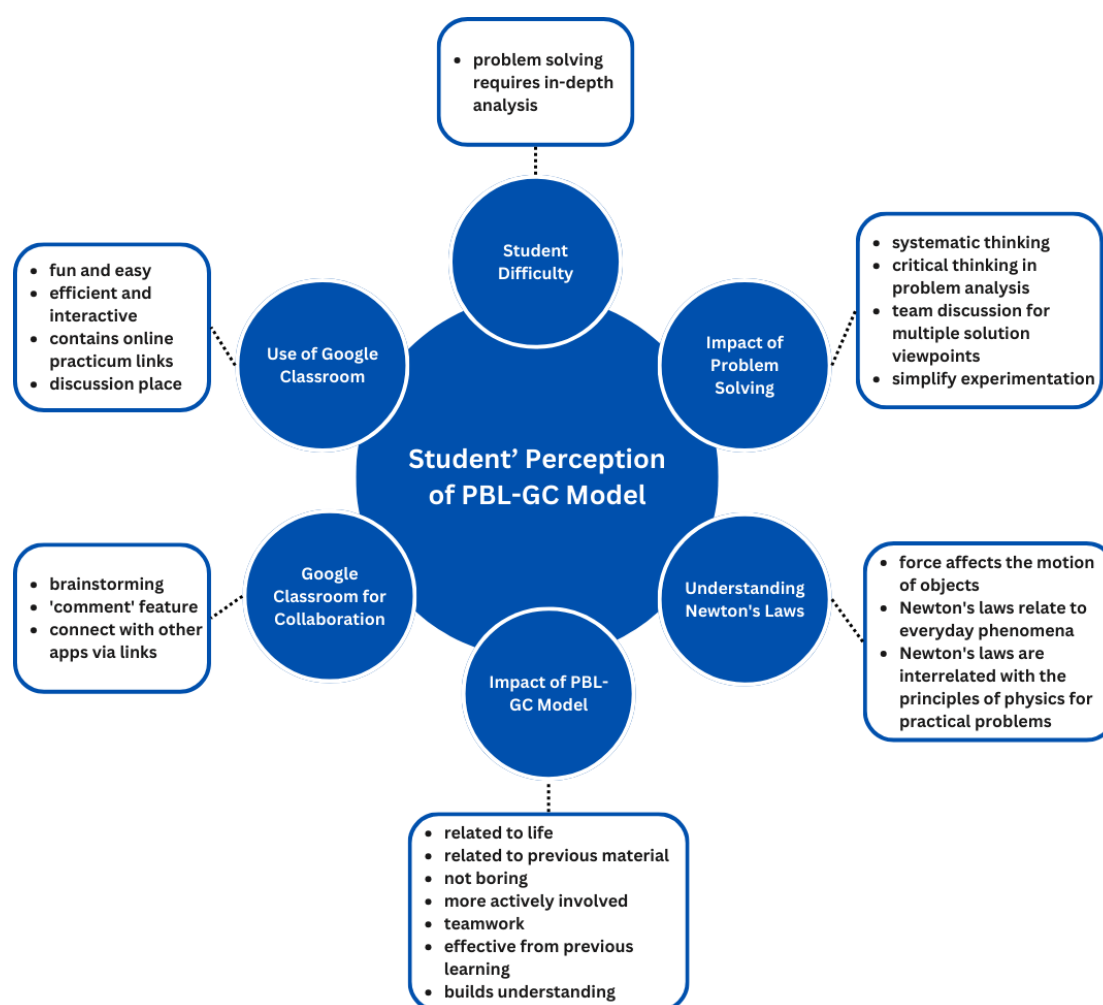 • problem solving
requires in-depth
analysis
Student
Difficulty
• systematic thinking
• critical thinking in
problem analysis
• team discussion for
multiple solution
viewpoints
• simplify experimentation
Impact of
Problem
Solving
• fun and easy
• efficient and
interactive
• contains online
practicum links
• discussion place
Use of Google
Classroom
Student’ Perception
of PBL-GC Model
• brainstorming
• 'comment' feature
• connect with other
apps via links
Google
Classroom for
Collaboration
Understanding
Newton's Laws
• force affects the motion
of objects
• Newton's laws relate to
everyday phenomena
• Newton's laws are
interrelated with the
principles of physics for
practical problems
Impact of PBL-
GC Model
• related to life
• related to previous material
• not boring
• more actively involved
• teamwork
• effective from previous
learning
• builds understanding